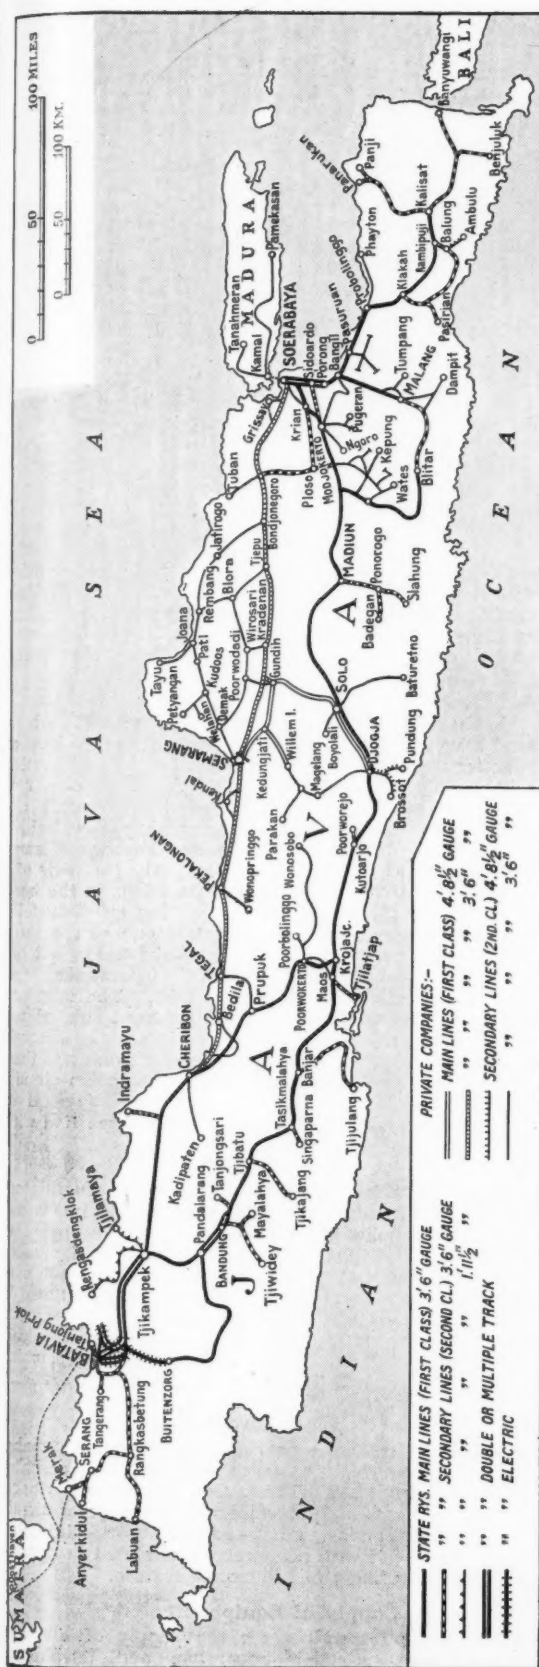 0 50 100 MILES
0 50 100 KM.
SUMATRA
JAVA SEA
MADURA
BALI
JAVA
INDIAN OCEAN
Merak
Anyerkidul
SERANG
Labuan
Rangkasbetung
Tangerang
BATAVIA
Tanjong Priok
BUITENZORG
Rengasdengklok
Tjilamaya
Tjikampek
Pandalarang
BANDUNG
Tjiwidey
Mayalahya
Tanjongsari
Kadipaten
Tjibatu
Tjikajang
Indramayu
CHERIBON
Tasikmalahya
Singaparna
Banjar
Tjijulang
Bedilla
TEGAL
Prupuk
Poorbolinggo
POORWOKERTO
Maos
Kroja Jc.
Tjilatjap
Wonosobo
PEKALONGAN
Wonopringgo
Kendal
SEMARANG
Parakan
Kedungjati
Willem I.
Magelang
Boyolali
Poorworejo
Kutoarjo
DJOGJA
Brossot
Pundung
SOLO
Baturetno
Gundih
Demak
Welahan
Petyangan
Tayu
Joana
Pati
Kudoos
Poorwodadi
Wirosari
Kradenan
Rembang
Blora
Jatirogo
Tjepu
Bondjonegoro
Tuban
MADIUN
Ponorogo
Badegan
Slahung
Ploso
MODJOKERTO
Krian
Grissay
SOERABAYA
Sidoardo
Porong
Bangil
Pugeran
Ngoro
Kepung
Wates
Blitar
Tumpang
MALANG
Dampit
Kamal
Tanahmeran
Pamekasan
Pasuruan
Probolinggo
Phayton
Klakah
Pasirian
Rambipuji
Balung
Ambulu
Kalisat
Panarukan
Panji
Banyuwangi
Benjuluk
STATE RYS. MAIN LINES (FIRST CLASS) 3'.6" GAUGE
" " SECONDARY LINES (SECOND CL.) 3'.6" GAUGE
" " " " " 1'.11½" "
" " DOUBLE OR MULTIPLE TRACK
" " ELECTRIC
PRIVATE COMPANIES:-
MAIN LINES (FIRST CLASS) 4'.8½" GAUGE
" " " " 3'.6" "
SECONDARY LINES (2ND. CL.) 4'.8½" GAUGE
" " " " 3'.6" "